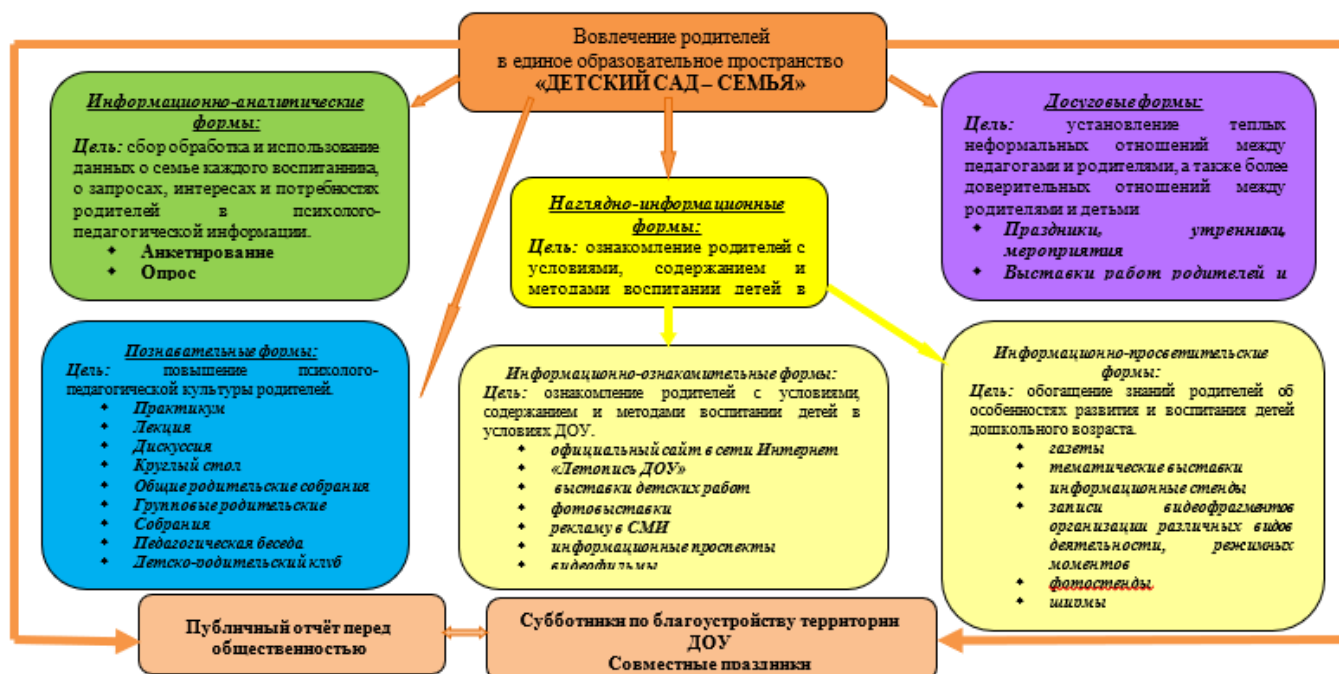 Вовлечение родителей
в единое образовательное пространство
«ДЕТСКИЙ САД – СЕМЬЯ»
Информационно-аналитические
формы:
Цель: сбор обработка и использование
данных о семье каждого воспитанника,
о запросах, интересах и потребностях
родителей в психолого-
педагогической информации.
Анкетирование
Опрос
Наглядно-информационные
формы:
Цель: ознакомление родителей с
условиями, содержанием и
методами воспитании детей в
Досуговые формы:
Цель: установление теплых
неформальных отношений между
педагогами и родителями, а также более
доверительных отношений между
родителями и детьми
Праздники, утренники,
мероприятия
Выставки работ родителей и
Познавательные формы:
Цель: повышение психолого-
педагогической культуры родителей.
Практикум
Лекция
Дискуссия
Круглый стол
Общие родительские собрания
Групповые родительские
Собрания
Педагогическая беседа
Детско-родительский клуб
Информационно-ознакамительные формы:
Цель: ознакомление родителей с условиями,
содержанием и методами воспитании детей в
условиях ДОУ.
официальный сайт в сети Интернет
«Летопись ДОУ»
выставки детских работ
фотовыставки
рекламу в СМИ
информационные проспекты
видеофильмы
Информационно-просветительские
формы:
Цель: обогащение знаний родителей об
особенностях развития и воспитания детей
дошкольного возраста.
газеты
тематические выставки
информационные стенды
записи видеофрагментов
организации различных видов
деятельности, режимных
моментов
фотостенды
ширмы
Публичный отчёт перед
общественностью
Субботники по благоустройству территории
ДОУ
Совместные праздники